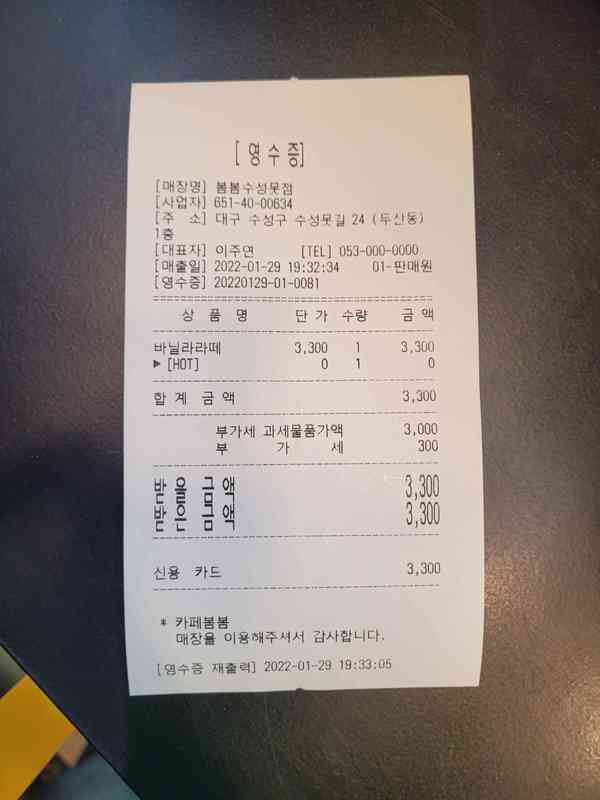 [영수증]
[매장명] 봄봄수성못점
[사업자] 651-40-00634
[주 소] 대구 수성구 수성못길 24 (두산동)
1층
[대표자] 이주연 [TEL] 053-000-0000
[매출일] 2022-01-29 19:32:34 01-판매원
[영수증] 20220129-01-0081
상 품 명 단 가 수량 금 액
바닐라라떼 3,300 1 3,300
▶ [HOT] 0 1 0
합 계 금 액 3,300
부가세 과세물품가액 3,000
부 가 세 300
받 을 금 액 3,300
받 은 금 액 3,300
신용 카드 3,300
* 카페봄봄
매장을 이용해주셔서 감사합니다.
[영수증 재출력] 2022-01-29 19:33:05